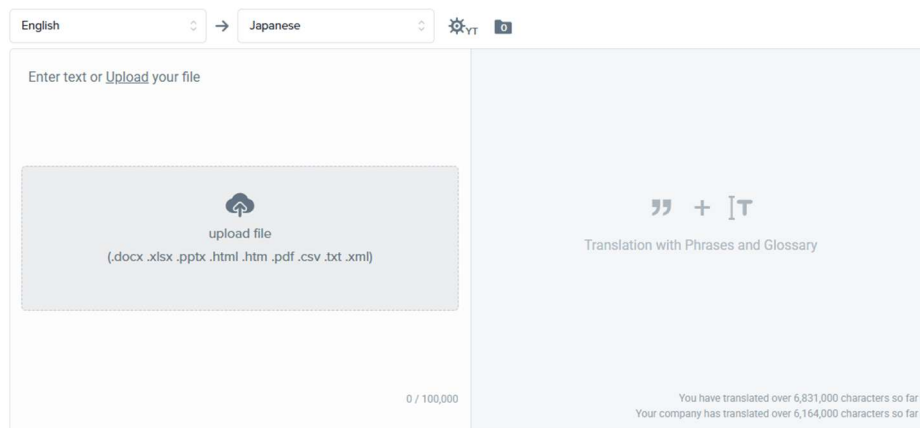 English → Japanese YT 0
Enter text or Upload your file
upload file
(.docx .xlsx .pptx .html .htm .pdf .csv .txt .xml)
Translation with Phrases and Glossary
0 / 100,000
You have translated over 6,831,000 characters so far
Your company has translated over 6,164,000 characters so far